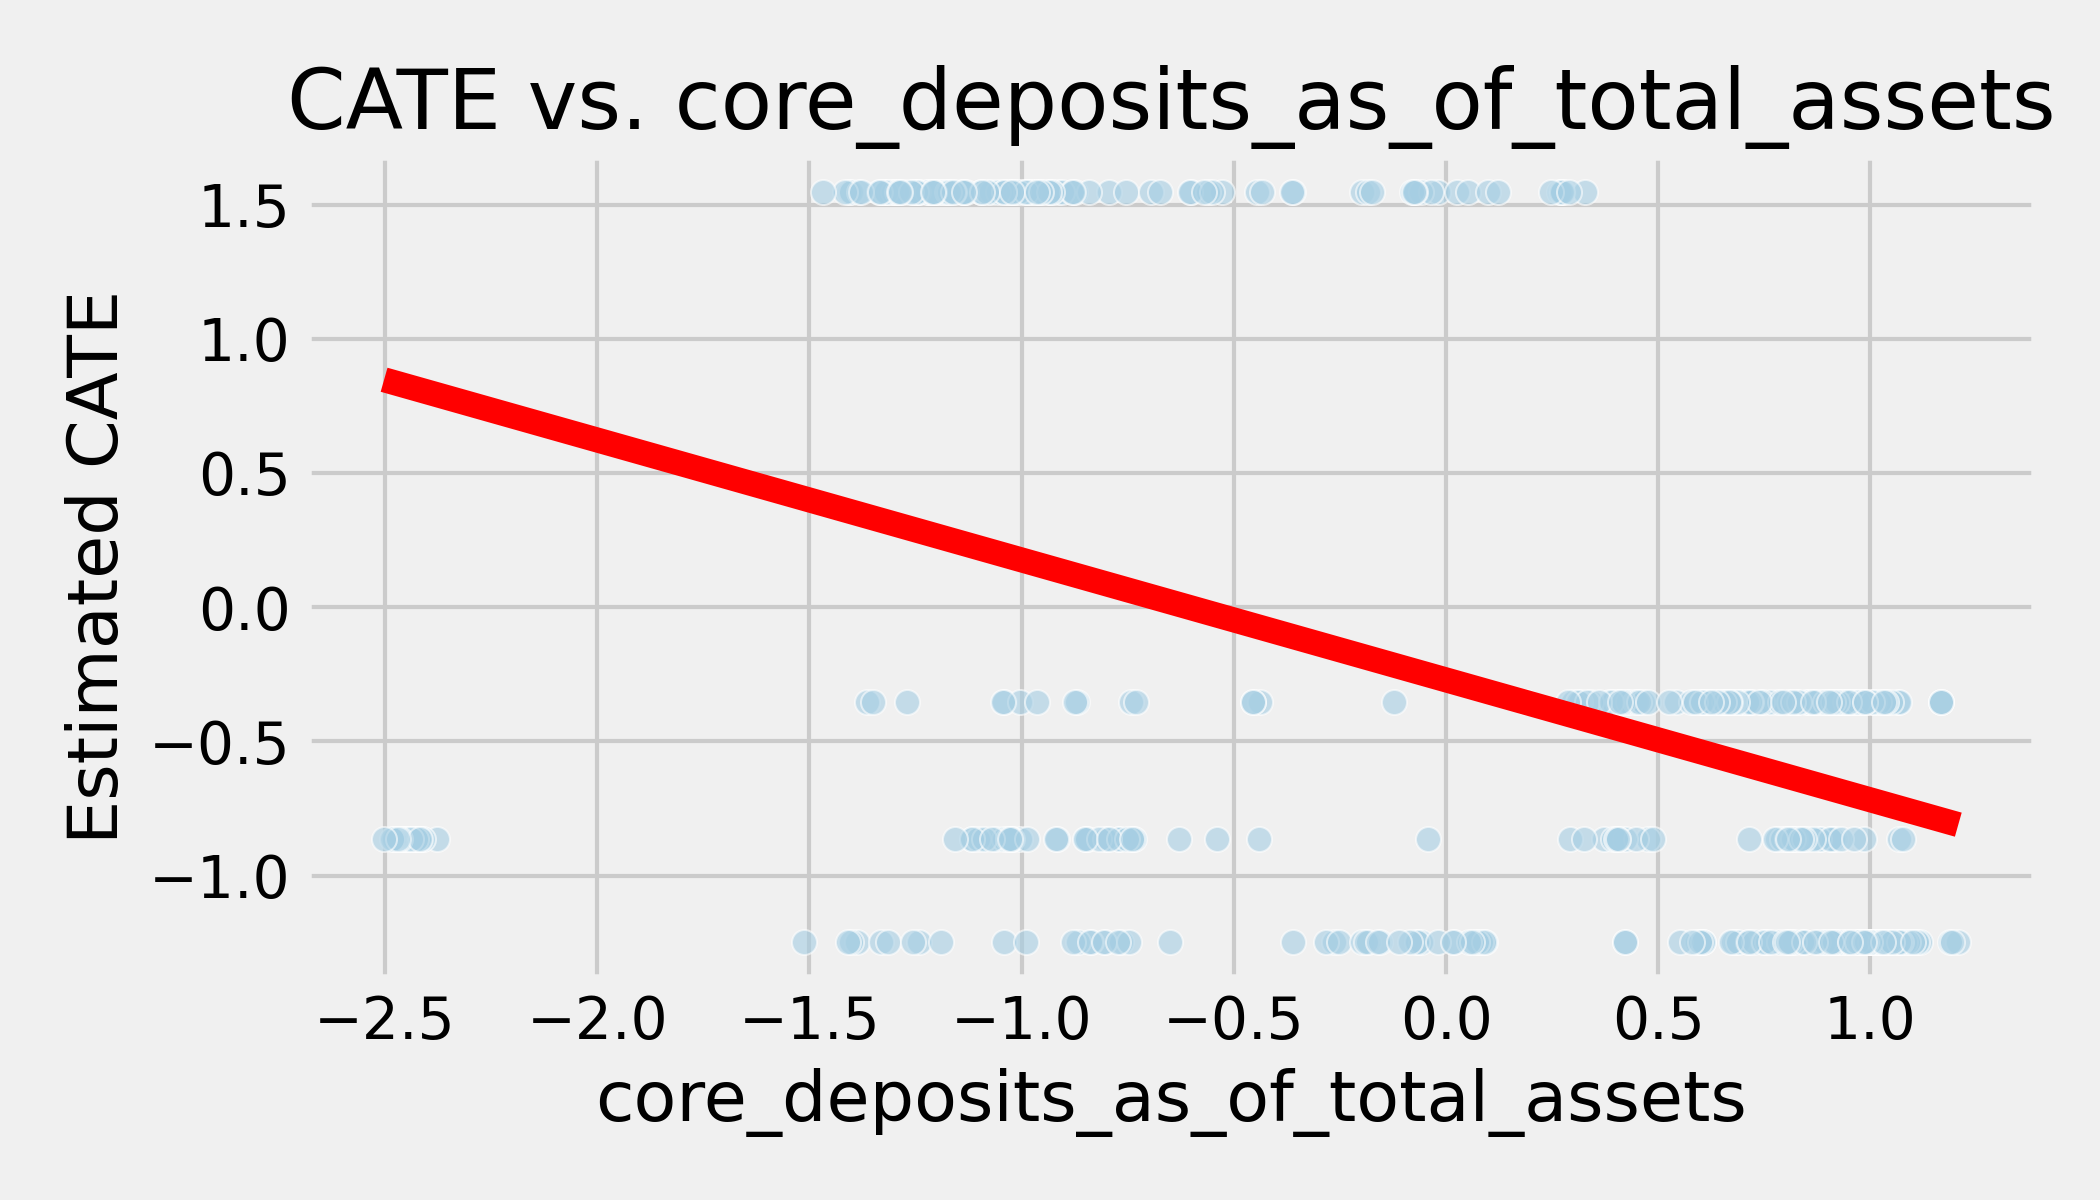 CATE vs. core_deposits_as_of_total_assets
Estimated CATE
1.5
1.0
0.5
0.0
−0.5
−1.0
−2.5 −2.0 −1.5 −1.0 −0.5 0.0 0.5 1.0
core_deposits_as_of_total_assets